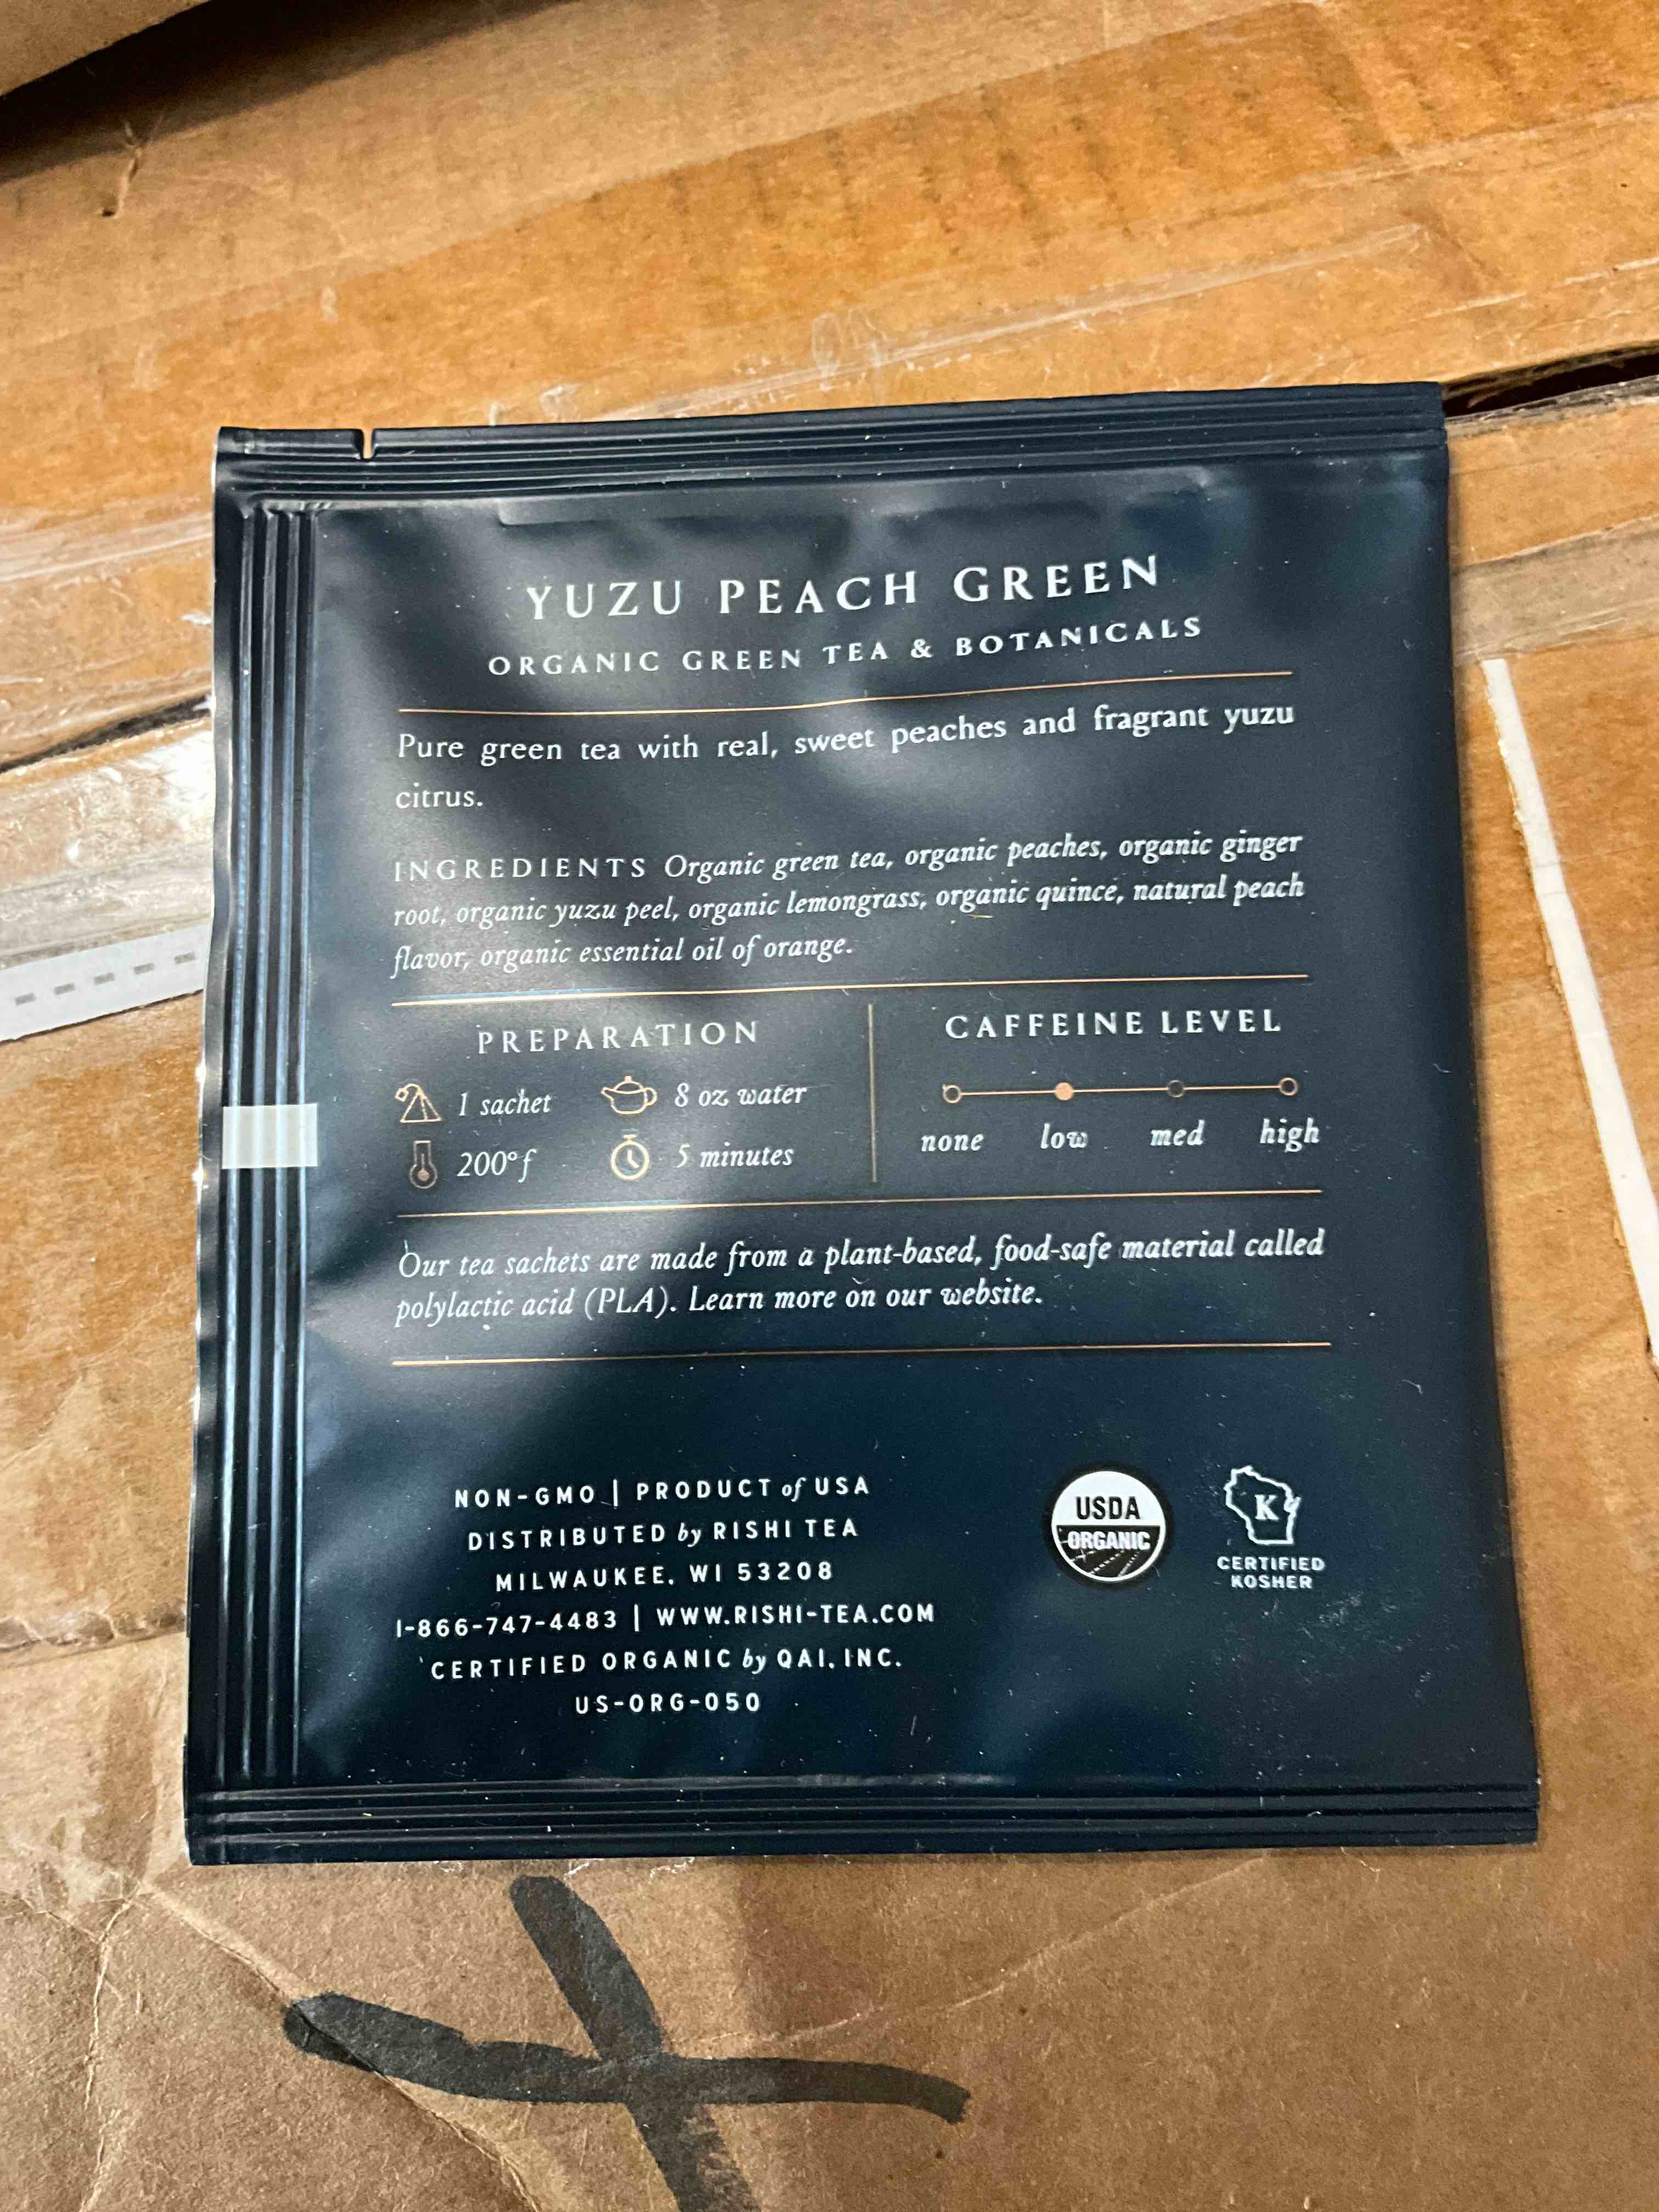 YUZU PEACH GREEN
ORGANIC GREEN TEA & BOTANICALS
Pure green tea with real, sweet peaches and fragrant yuzu
citrus.
INGREDIENTS Organic green tea, organic peaches, organic ginger
root, organic yuzu peel, organic lemongrass, organic quince, natural peach
flavor, organic essential oil of orange.
PREPARATION
1 sachet 8 oz water
200°f 5 minutes
CAFFEINE LEVEL
none low med high
Our tea sachets are made from a plant-based, food-safe material called
polylactic acid (PLA). Learn more on our website.
NON-GMO | PRODUCT of USA
DISTRIBUTED by RISHI TEA
MILWAUKEE, WI 53208
1-866-747-4483 | WWW.RISHI-TEA.COM
CERTIFIED ORGANIC by QAI, INC.
US-ORG-050
USDA
ORGANIC
K
CERTIFIED
KOSHER